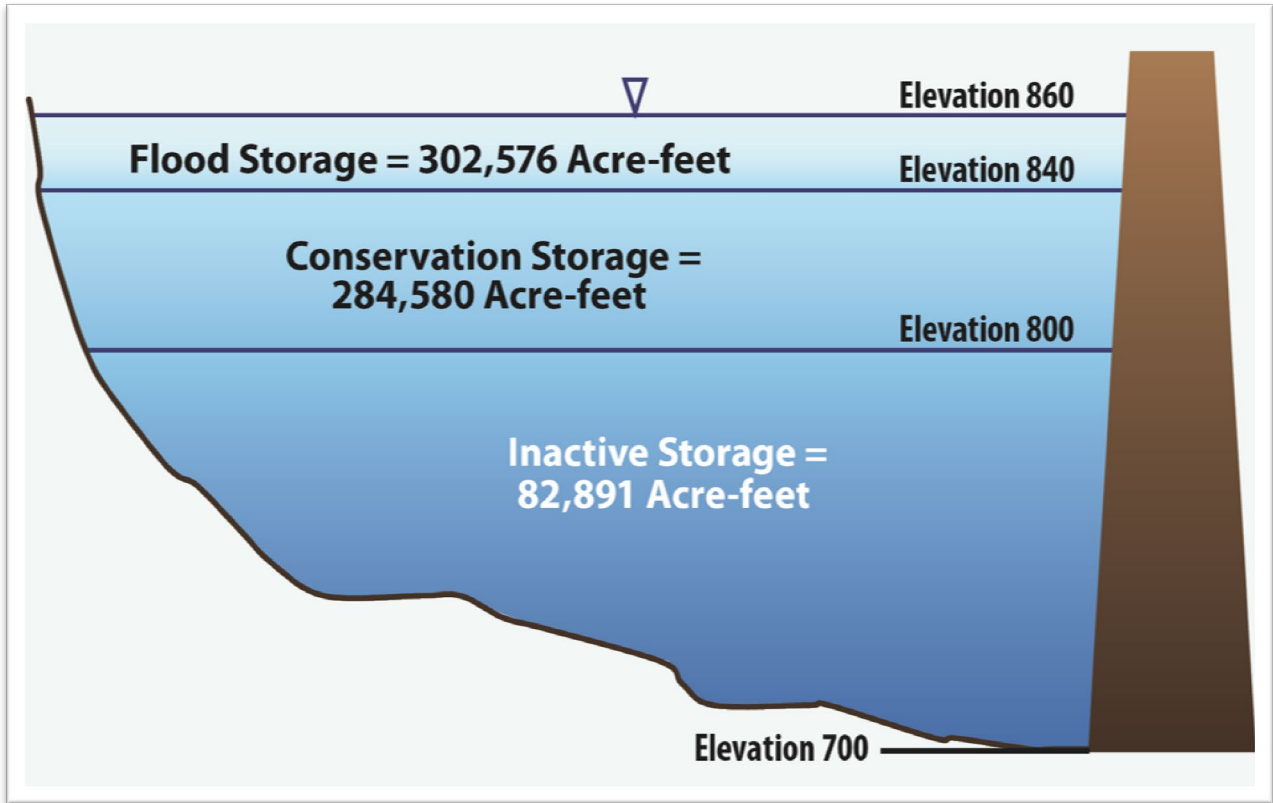 Elevation 860
Flood Storage = 302,576 Acre-feet
Elevation 840
Conservation Storage =
284,580 Acre-feet
Elevation 800
Inactive Storage =
82,891 Acre-feet
Elevation 700